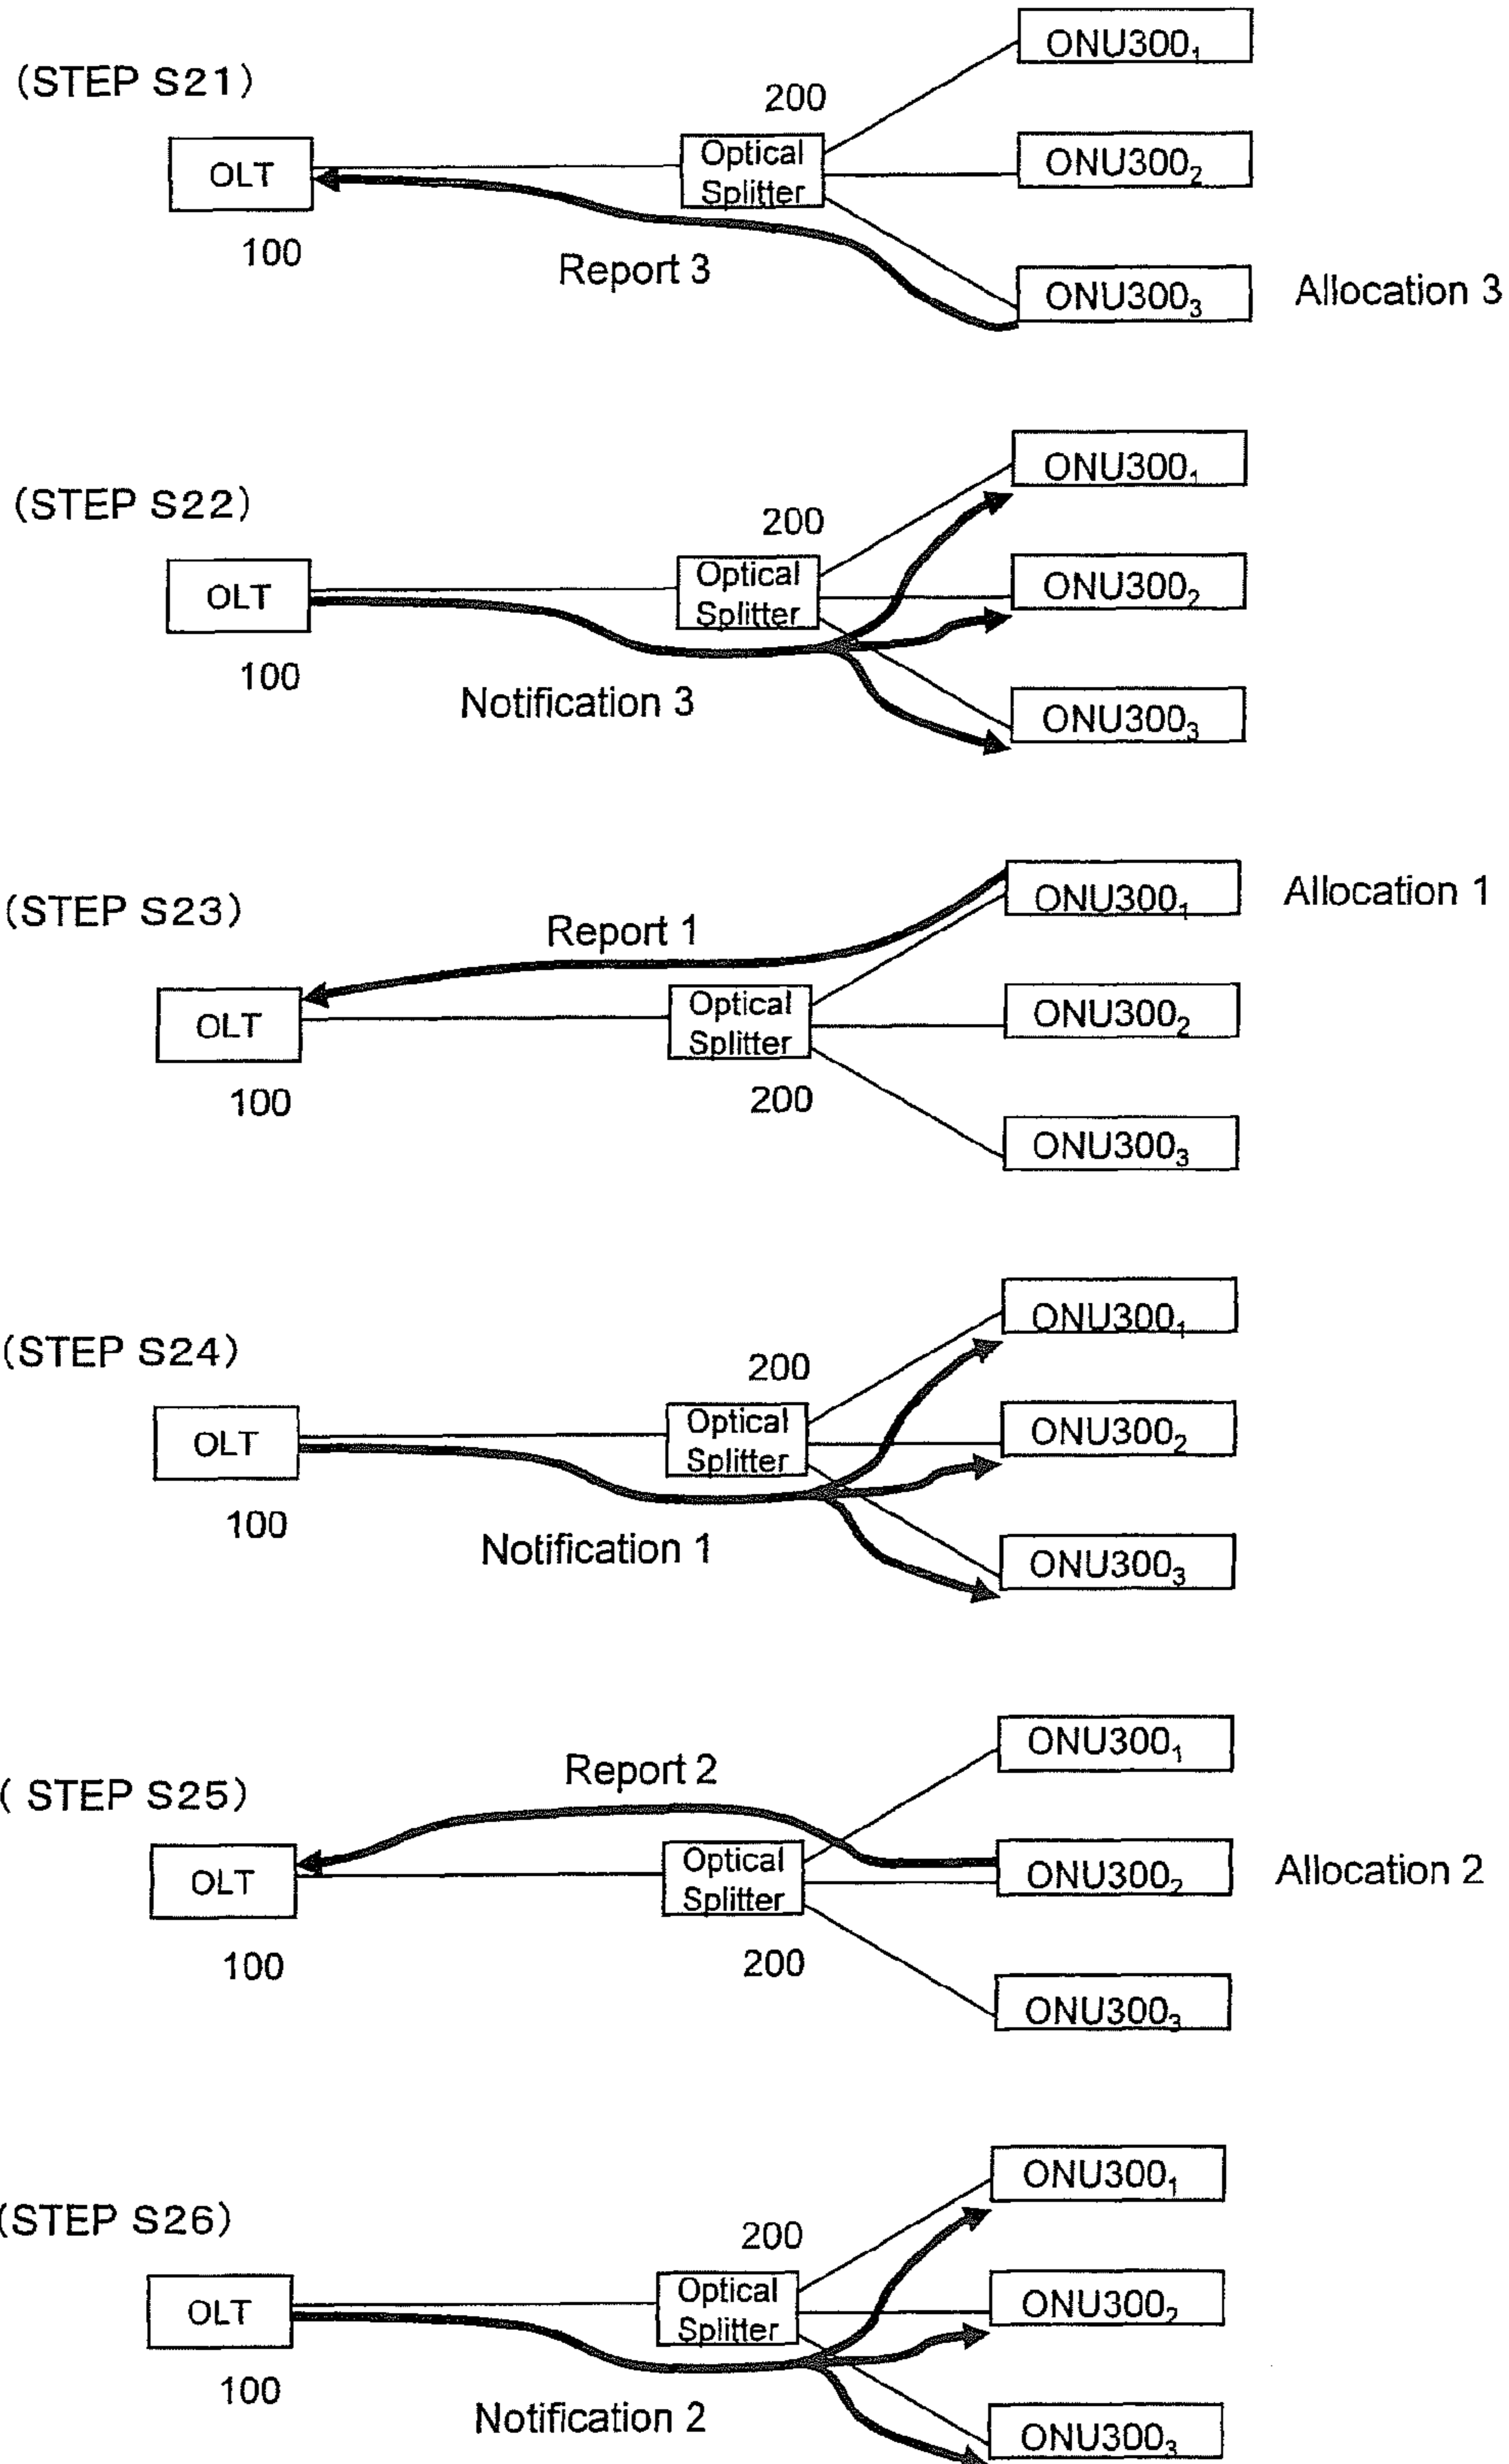 (STEP S21)
ONU300₁
200
OLT
Optical
Splitter
ONU300₂
100
Report 3
ONU300₃
Allocation 3
(STEP S22)
ONU300₁
200
OLT
Optical
Splitter
ONU300₂
100
Notification 3
ONU300₃
(STEP S23)
Report 1
ONU300₁
Allocation 1
OLT
Optical
Splitter
ONU300₂
100
200
ONU300₃
(STEP S24)
ONU300₁
200
OLT
Optical
Splitter
ONU300₂
100
Notification 1
ONU300₃
( STEP S25)
Report 2
ONU300₁
OLT
Optical
Splitter
ONU300₂
Allocation 2
100
200
ONU300₃
(STEP S26)
ONU300₁
200
OLT
Optical
Splitter
ONU300₂
100
Notification 2
ONU300₃